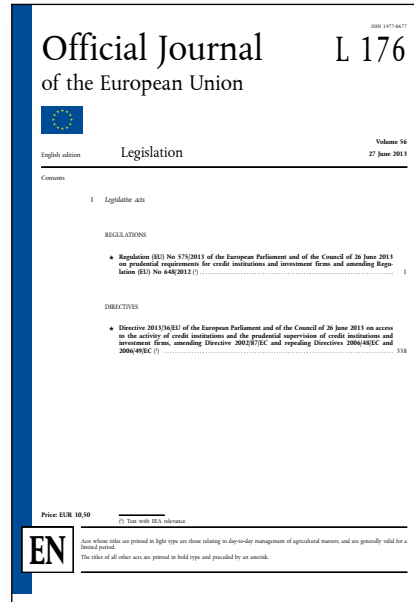 ISSN 1977-0677
Official Journal L 176
of the European Union
Volume 56
English edition Legislation 27 June 2013
Contents
I Legislative acts
REGULATIONS
★ Regulation (EU) No 575/2013 of the European Parliament and of the Council of 26 June 2013
on prudential requirements for credit institutions and investment firms and amending Regu-
lation (EU) No 648/2012 (¹) 1
DIRECTIVES
★ Directive 2013/36/EU of the European Parliament and of the Council of 26 June 2013 on access
to the activity of credit institutions and the prudential supervision of credit institutions and
investment firms, amending Directive 2002/87/EC and repealing Directives 2006/48/EC and
2006/49/EC (¹) 338
Price: EUR 10,50
(¹) Text with EEA relevance
EN
Acts whose titles are printed in light type are those relating to day-to-day management of agricultural matters, and are generally valid for a
limited period.
The titles of all other acts are printed in bold type and preceded by an asterisk.